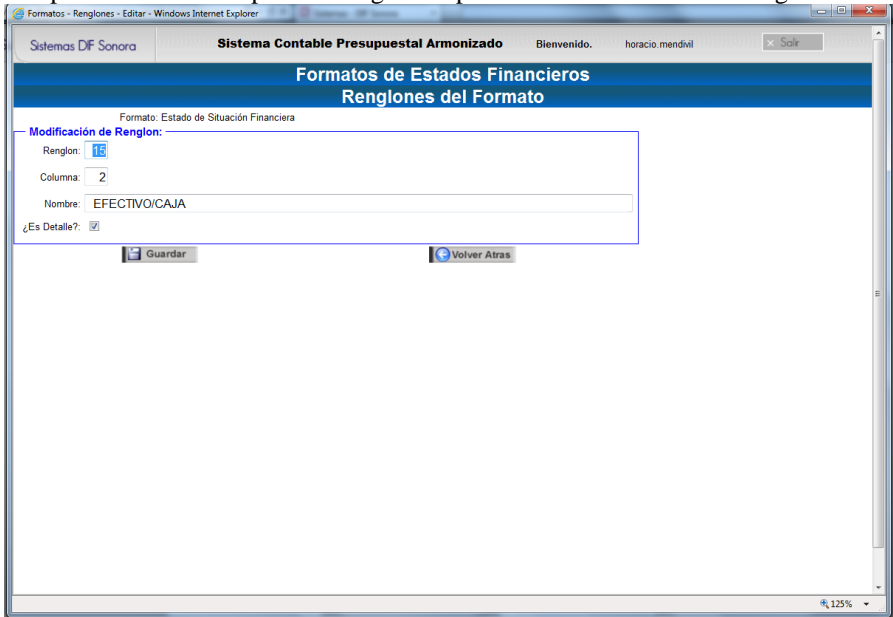 Formatos - Renglones - Editar - Windows Internet Explorer
Sistemas DIF Sonora
Sistema Contable Presupuestal Armonizado
Bienvenido.
horacio.mendivil
× Salir
Formatos de Estados Financieros
Renglones del Formato
Formato: Estado de Situación Financiera
Modificación de Renglon:
Renglon: 15
Columna: 2
Nombre: EFECTIVO/CAJA
¿Es Detalle?:
Guardar
Volver Atras
125%